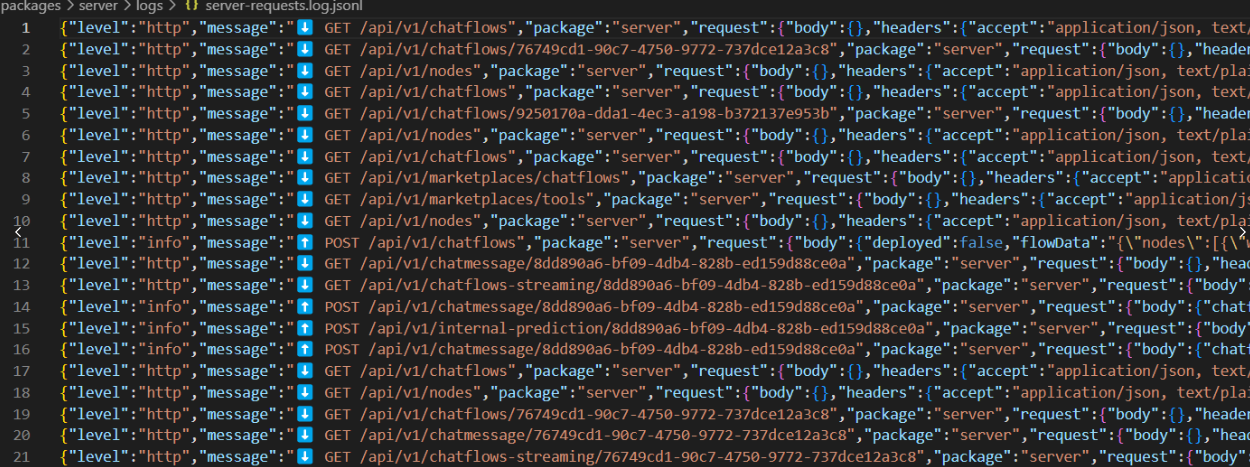 packages > server > logs > {} server-requests.log.jsonl
1 {"level":"http","message":"⬇️ GET /api/v1/chatflows","package":"server","request":{"body":{},"headers":{"accept":"application/json, text/
2 {"level":"http","message":"⬇️ GET /api/v1/chatflows/76749cd1-90c7-4750-9772-737dce12a3c8","package":"server","request":{"body":{},"heade
3 {"level":"http","message":"⬇️ GET /api/v1/nodes","package":"server","request":{"body":{},"headers":{"accept":"application/json, text/plai
4 {"level":"http","message":"⬇️ GET /api/v1/chatflows","package":"server","request":{"body":{},"headers":{"accept":"application/json, text/
5 {"level":"http","message":"⬇️ GET /api/v1/chatflows/9250170a-dda1-4ec3-a198-b372137e953b","package":"server","request":{"body":{},"heade
6 {"level":"http","message":"⬇️ GET /api/v1/nodes","package":"server","request":{"body":{},"headers":{"accept":"application/json, text/plai
7 {"level":"http","message":"⬇️ GET /api/v1/chatflows","package":"server","request":{"body":{},"headers":{"accept":"application/json, text/
8 {"level":"http","message":"⬇️ GET /api/v1/marketplaces/chatflows","package":"server","request":{"body":{},"headers":{"accept":"applicatio
9 {"level":"http","message":"⬇️ GET /api/v1/marketplaces/tools","package":"server","request":{"body":{},"headers":{"accept":"application/js
10 {"level":"http","message":"⬇️ GET /api/v1/nodes","package":"server","request":{"body":{},"headers":{"accept":"application/json, text/plai
11 {"level":"info","message":"⬆️ POST /api/v1/chatflows","package":"server","request":{"body":{"deployed":false,"flowData":"{\"nodes\":[{\"w
12 {"level":"http","message":"⬇️ GET /api/v1/chatmessage/8dd890a6-bf09-4db4-828b-ed159d88ce0a","package":"server","request":{"body":{},"head
13 {"level":"http","message":"⬇️ GET /api/v1/chatflows-streaming/8dd890a6-bf09-4db4-828b-ed159d88ce0a","package":"server","request":{"body":
14 {"level":"info","message":"⬆️ POST /api/v1/chatmessage/8dd890a6-bf09-4db4-828b-ed159d88ce0a","package":"server","request":{"body":{"chatf
15 {"level":"info","message":"⬆️ POST /api/v1/internal-prediction/8dd890a6-bf09-4db4-828b-ed159d88ce0a","package":"server","request":{"body"
16 {"level":"info","message":"⬆️ POST /api/v1/chatmessage/8dd890a6-bf09-4db4-828b-ed159d88ce0a","package":"server","request":{"body":{"chatf
17 {"level":"http","message":"⬇️ GET /api/v1/chatflows","package":"server","request":{"body":{},"headers":{"accept":"application/json, text/
18 {"level":"http","message":"⬇️ GET /api/v1/nodes","package":"server","request":{"body":{},"headers":{"accept":"application/json, text/plai
19 {"level":"http","message":"⬇️ GET /api/v1/chatflows/76749cd1-90c7-4750-9772-737dce12a3c8","package":"server","request":{"body":{},"heade
20 {"level":"http","message":"⬇️ GET /api/v1/chatmessage/76749cd1-90c7-4750-9772-737dce12a3c8","package":"server","request":{"body":{},"head
21 {"level":"http","message":"⬇️ GET /api/v1/chatflows-streaming/76749cd1-90c7-4750-9772-737dce12a3c8","package":"server","request":{"body":